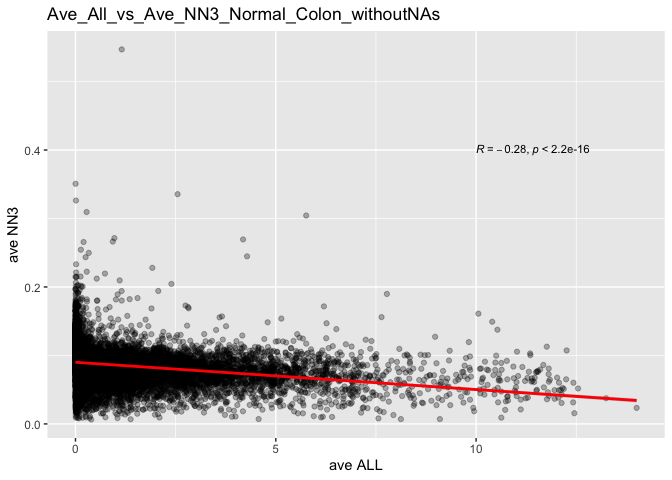 Ave_All_vs_Ave_NN3_Normal_Colon_withoutNAs
R = −0.28, p < 2.2e-16
0.4
0.2
0.0
ave NN3
0
5
10
ave ALL